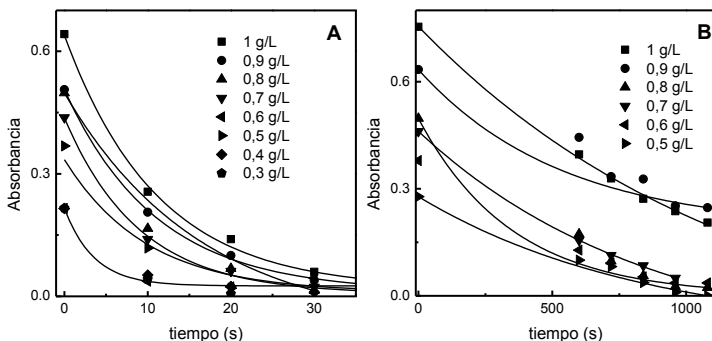 A
0.6
0.3
0.0
Absorbancia
1 g/L
0,9 g/L
0,8 g/L
0,7 g/L
0,6 g/L
0,5 g/L
0,4 g/L
0,3 g/L
0 10 20 30
tiempo (s)
B
0.6
0.3
0.0
Absorbancia
1 g/L
0,9 g/L
0,8 g/L
0,7 g/L
0,6 g/L
0,5 g/L
0 500 1000
tiempo (s)